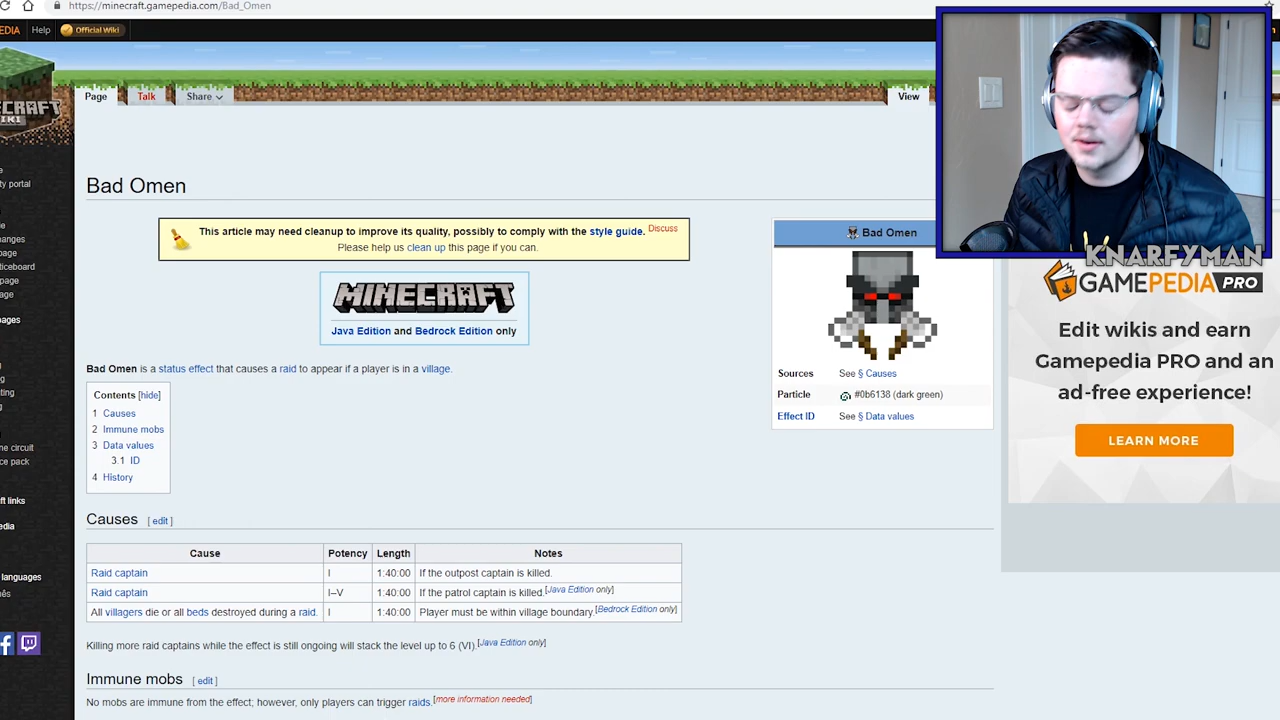 https://minecraft.gamepedia.com/Bad_Omen
Help
Official Wiki
Page
Talk
Share
View
Bad Omen
This article may need cleanup to improve its quality, possibly to comply with the style guide. Discuss
Please help us clean up this page if you can.
MINECRAFT
Java Edition and Bedrock Edition only
Bad Omen is a status effect that causes a raid to appear if a player is in a village.
Contents [hide]
1 Causes
2 Immune mobs
3 Data values
3.1 ID
4 History
Bad Omen
Sources See § Causes
Particle #0b6138 (dark green)
Effect ID See § Data values
KNARFYMAN
GAMEPEDIA PRO
Edit wikis and earn
Gamepedia PRO and an
ad-free experience!
LEARN MORE
Causes [ edit ]
Cause Potency Length Notes
Raid captain I 1:40:00 If the outpost captain is killed.
Raid captain I–V 1:40:00 If the patrol captain is killed.[Java Edition only]
All villagers die or all beds destroyed during a raid. I 1:40:00 Player must be within village boundary.[Bedrock Edition only]
Killing more raid captains while the effect is still ongoing will stack the level up to 6 (VI).[Java Edition only]
Immune mobs [ edit ]
No mobs are immune from the effect; however, only players can trigger raids.[more information needed]